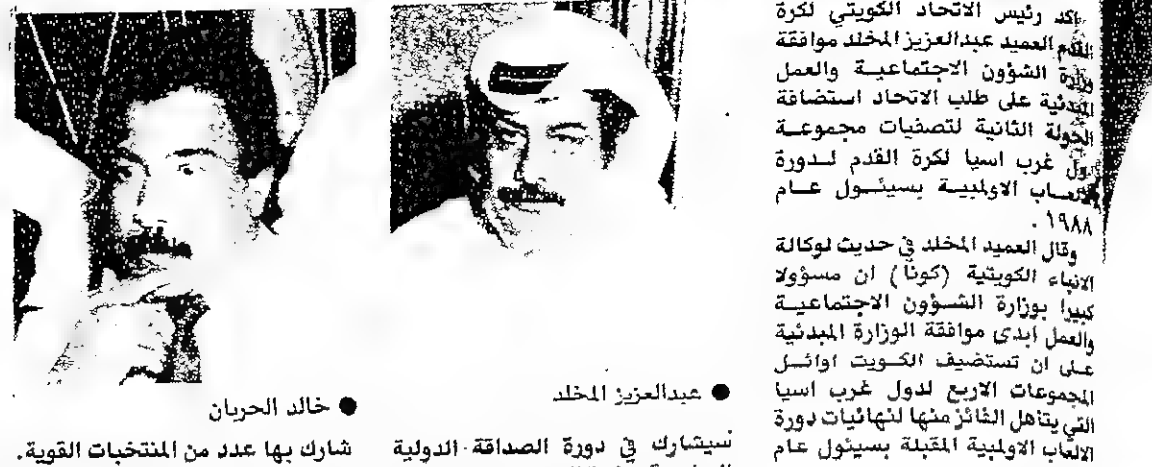 اكد رئيس الاتحاد الكويتي لكرة
القدم العميد عبدالعزيز المخلد موافقة
وزارة الشؤون الاجتماعية والعمل
المبدئية على طلب الاتحاد استضافة
الجولة الثانية لتصفيات مجموعة
دول غرب اسيا لكرة القدم لدورة
الالعاب الاولمبية بسيئول عام
١٩٨٨ .
وقال العميد المخلد في حديث لوكالة
الانباء الكويتية (كونا) ان مسؤولا
كبيرا بوزارة الشؤون الاجتماعية
والعمل ابدى موافقة الوزارة المبدئية
على ان تستضيف الكويت اوائل
المجموعات الاربع لدول غرب اسيا
التي يتأهل الفائز منها لنهائيات دورة
الالعاب الاولمبية المقبلة بسيئول عام
● عبدالعزيز المخلد
سيشارك في دورة الصداقة الدولية
● خالد الحربان
شارك بها عدد من المنتخبات القوية.